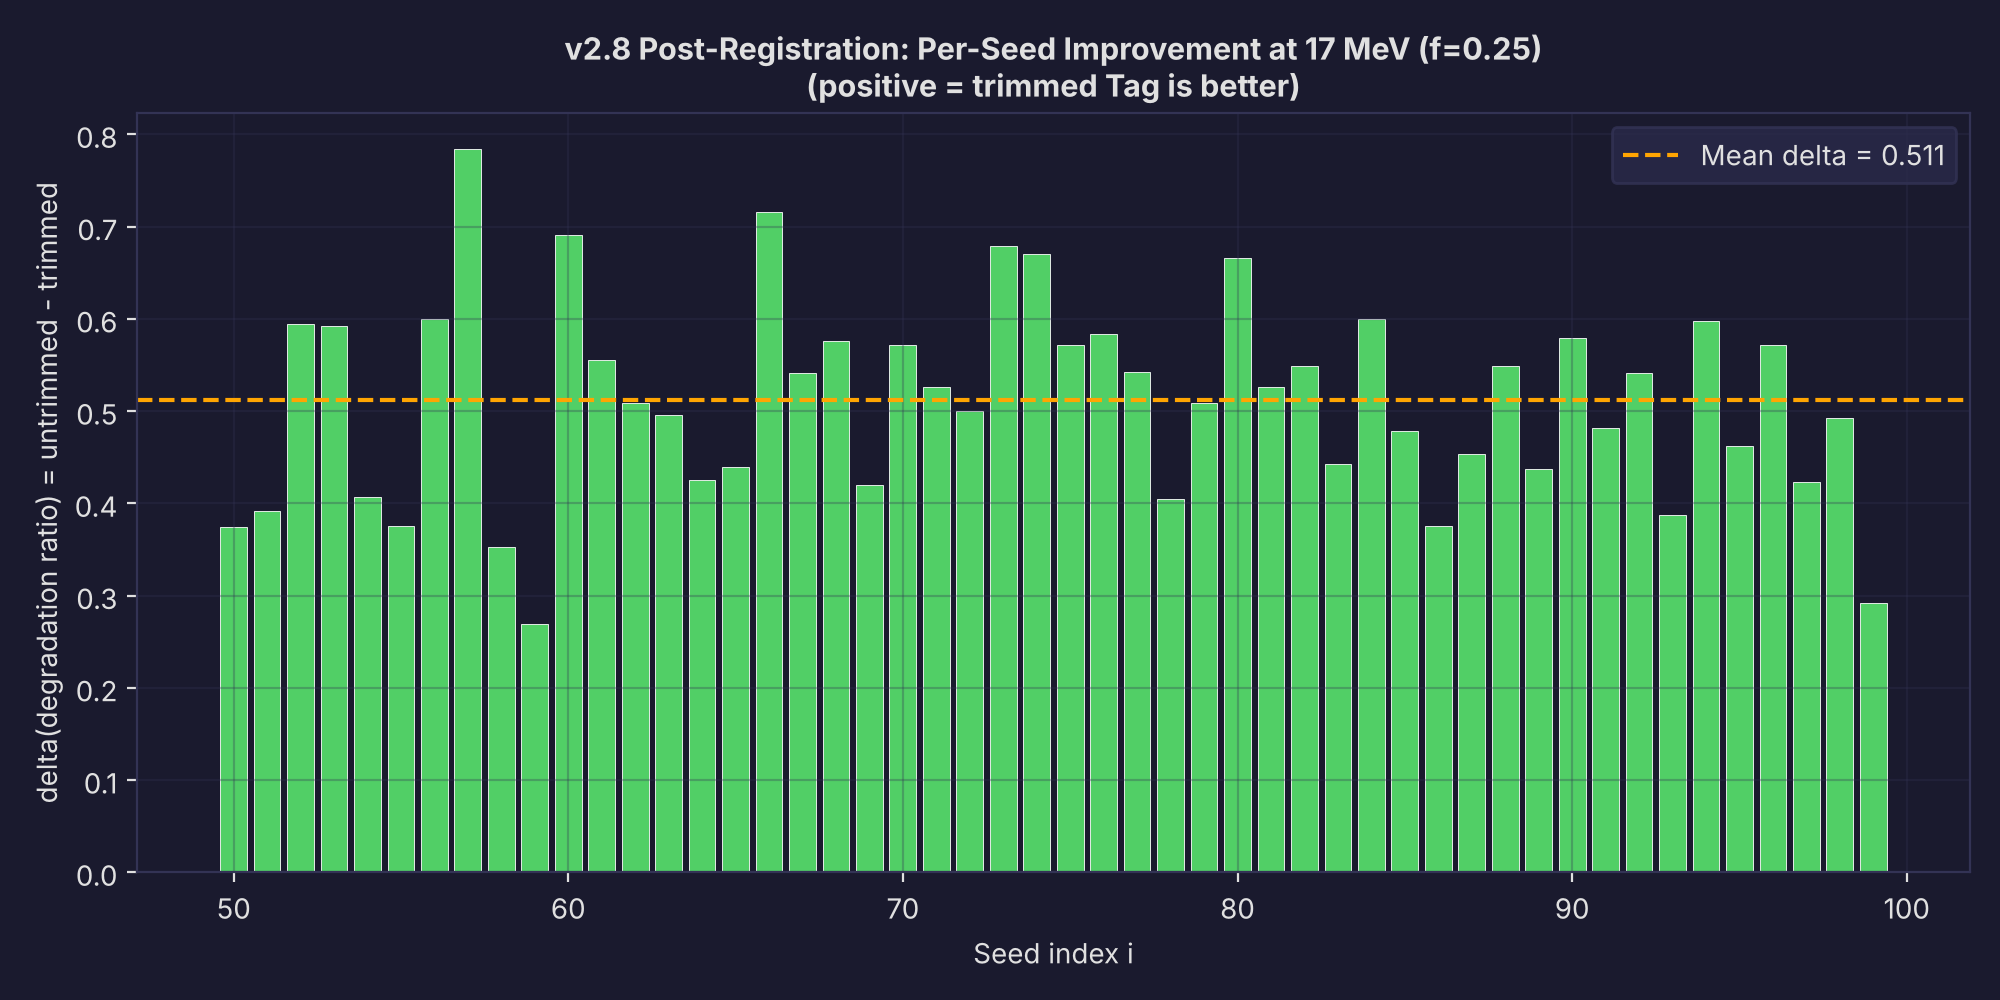 v2.8 Post-Registration: Per-Seed Improvement at 17 MeV (f=0.25)
(positive = trimmed Tag is better)
Mean delta = 0.511
delta(degradation ratio) = untrimmed - trimmed
0.8
0.7
0.6
0.5
0.4
0.3
0.2
0.1
0.0
50 60 70 80 90 100
Seed index i